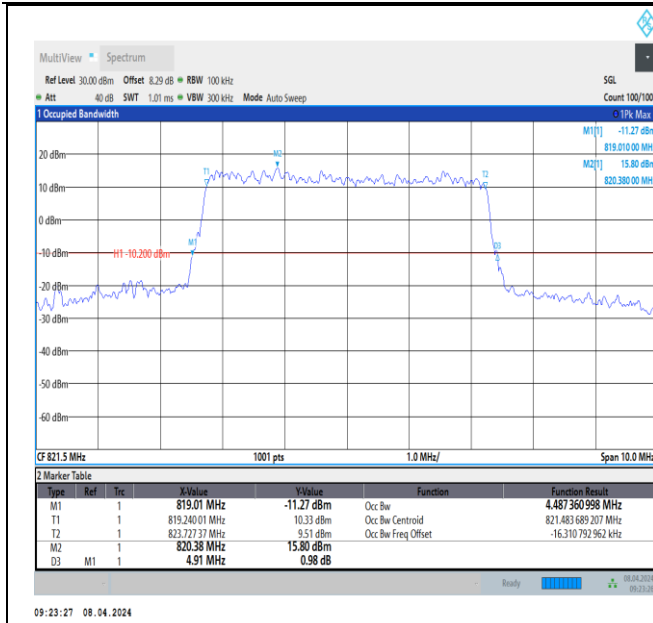 MultiView Spectrum
Ref Level 30.00 dBm Offset 8.29 dB RBW 100 kHz SGL
Att 40 dB SWT 1.01 ms VBW 300 kHz Mode Auto Sweep Count 100/100
1 Occupied Bandwidth 1Pk Max
M1[1] -11.27 dBm
819.010 00 MH
M2[1] 15.80 dBm
820.380 00 MH
20 dBm
10 dBm
0 dBm
-10 dBm
-20 dBm
-30 dBm
-40 dBm
-50 dBm
-60 dBm
T1
M2
T2
M1
H1 -10.200 dBm
D3
CF 821.5 MHz 1001 pts 1.0 MHz/ Span 10.0 MHz
2 Marker Table
Type Ref Trc X-Value Y-Value Function Function Result
M1 1 819.01 MHz -11.27 dBm Occ Bw 4.487 360 998 MHz
T1 1 819.240 01 MHz 10.33 dBm Occ Bw Centroid 821.483 689 207 MHz
T2 1 823.727 37 MHz 9.51 dBm Occ Bw Freq Offset -16.310 792 962 kHz
M2 1 820.38 MHz 15.80 dBm
D3 M1 1 4.91 MHz 0.98 dB
Ready 08.04.2024
09:23:26
09:23:27 08.04.2024